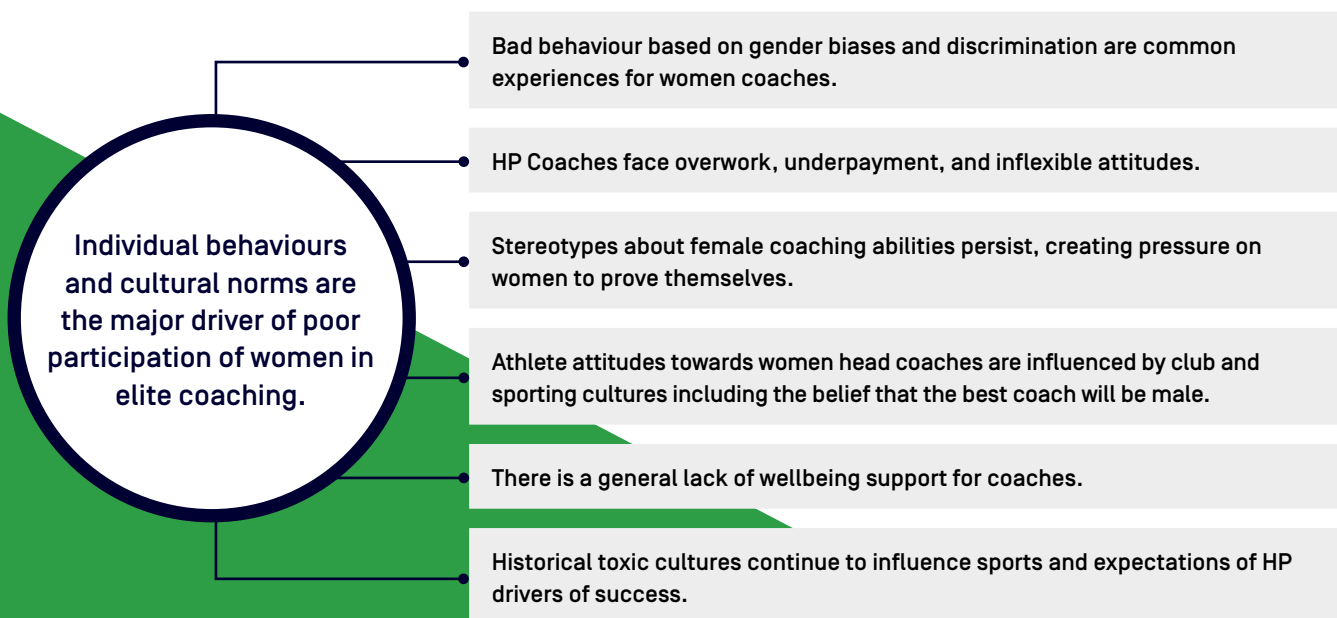 Individual behaviours
and cultural norms are
the major driver of poor
participation of women in
elite coaching.
Bad behaviour based on gender biases and discrimination are common
experiences for women coaches.
HP Coaches face overwork, underpayment, and inflexible attitudes.
Stereotypes about female coaching abilities persist, creating pressure on
women to prove themselves.
Athlete attitudes towards women head coaches are influenced by club and
sporting cultures including the belief that the best coach will be male.
There is a general lack of wellbeing support for coaches.
Historical toxic cultures continue to influence sports and expectations of HP
drivers of success.